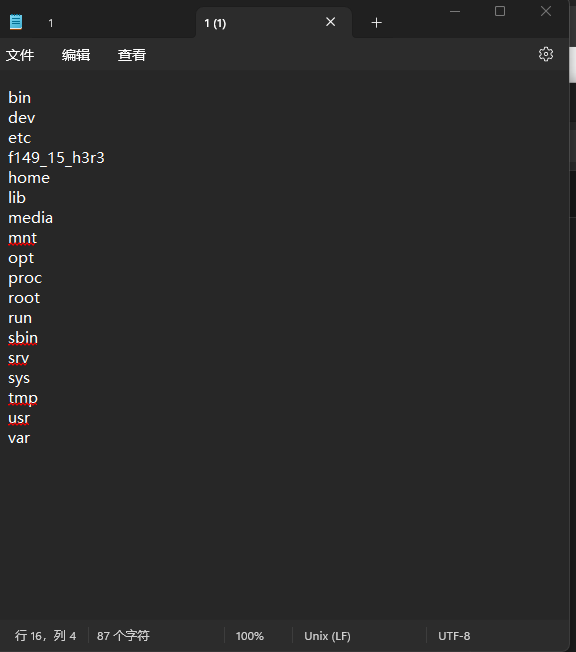 1
1 (1)
文件 编辑 查看
bin
dev
etc
f149_15_h3r3
home
lib
media
mnt
opt
proc
root
run
sbin
srv
sys
tmp
usr
var
行 16，列 4 87 个字符 100% Unix (LF) UTF-8